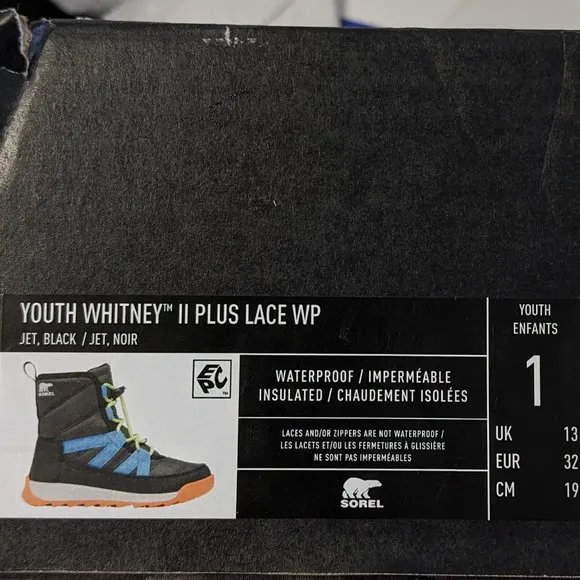 YOUTH WHITNEY™ II PLUS LACE WP
JET, BLACK / JET, NOIR
SOREL
EPC™
WATERPROOF / IMPERMÉABLE
INSULATED / CHAUDEMENT ISOLÉES
LACES AND/OR ZIPPERS ARE NOT WATERPROOF /
LES LACETS ET/OU LES FERMETURES À GLISSIÈRE
NE SONT PAS IMPERMÉABLES
SOREL
YOUTH
ENFANTS
1
UK 13
EUR 32
CM 19